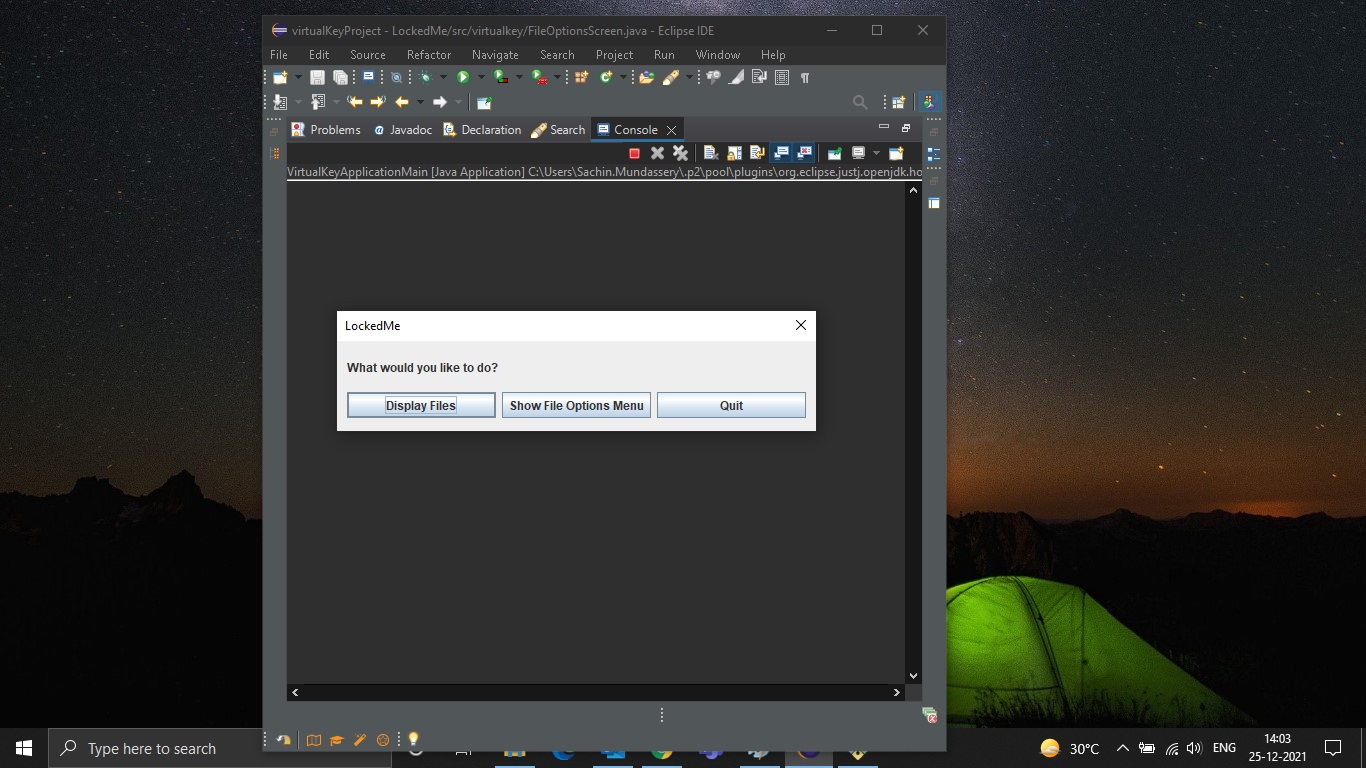 virtualKeyProject - LockedMe/src/virtualkey/FileOptionsScreen.java - Eclipse IDE
File Edit Source Refactor Navigate Search Project Run Window Help
Problems @ Javadoc Declaration Search Console
VirtualKeyApplicationMain [Java Application] C:\Users\Sachin.Mundassery\.p2\pool\plugins\org.eclipse.justj.openjdk.ho
LockedMe
What would you like to do?
Display Files Show File Options Menu Quit
Type here to search
30°C
ENG
14:03
25-12-2021